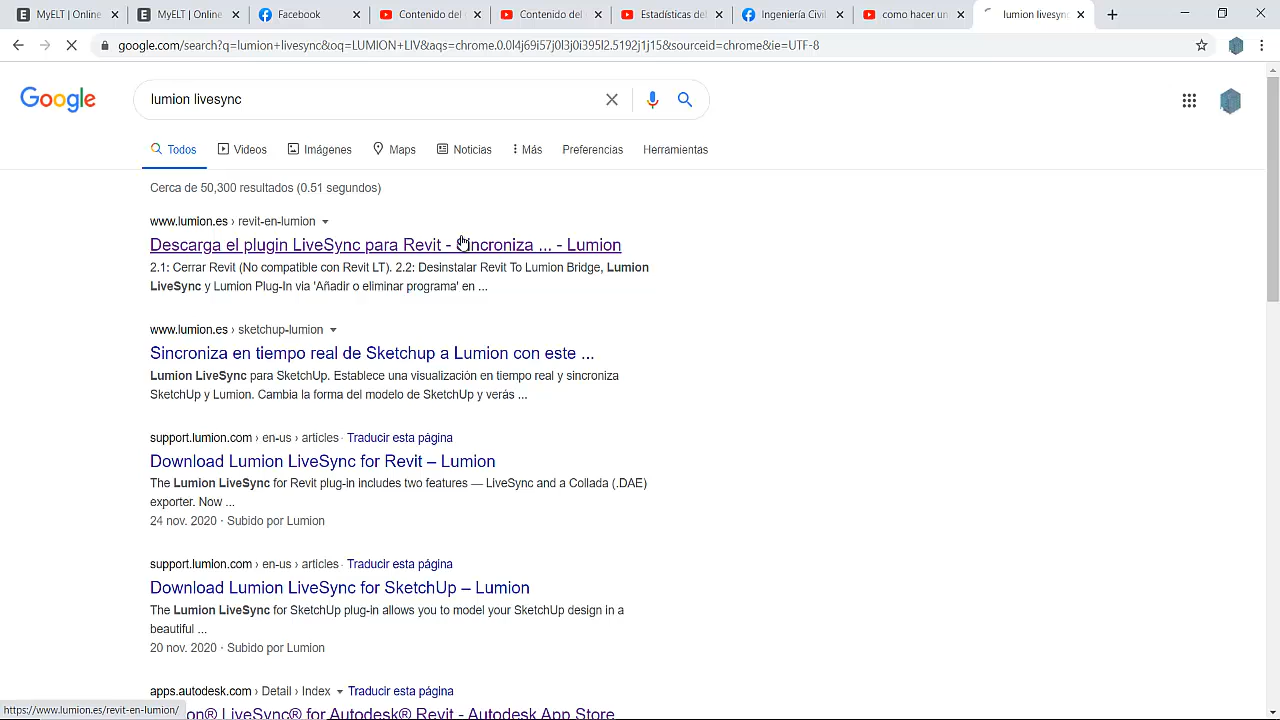 MyELT | Online
MyELT | Online
Facebook
Contenido del
Contenido del
Estadísticas del
Ingeniería Civil
como hacer un
lumion livesync
google.com/search?q=lumion+livesync&oq=LUMION+LIV&aqs=chrome.0.0l4j69i57j0l3j0i395l2.5192j1j15&sourceid=chrome&ie=UTF-8
Google
lumion livesync
Todos
Videos
Imágenes
Maps
Noticias
Más
Preferencias
Herramientas
Cerca de 50,300 resultados (0.51 segundos)
www.lumion.es › revit-en-lumion
Descarga el plugin LiveSync para Revit - Sincroniza ... - Lumion
2.1: Cerrar Revit (No compatible con Revit LT). 2.2: Desinstalar Revit To Lumion Bridge, Lumion
LiveSync y Lumion Plug-In via 'Añadir o eliminar programa' en ...
www.lumion.es › sketchup-lumion
Sincroniza en tiempo real de Sketchup a Lumion con este ...
Lumion LiveSync para SketchUp. Establece una visualización en tiempo real y sincroniza
SketchUp y Lumion. Cambia la forma del modelo de SketchUp y verás ...
support.lumion.com › en-us › articles · Traducir esta página
Download Lumion LiveSync for Revit – Lumion
The Lumion LiveSync for Revit plug-in includes two features — LiveSync and a Collada (.DAE)
exporter. Now ...
24 nov. 2020 · Subido por Lumion
support.lumion.com › en-us › articles · Traducir esta página
Download Lumion LiveSync for SketchUp – Lumion
The Lumion LiveSync for SketchUp plug-in allows you to model your SketchUp design in a
beautiful ...
20 nov. 2020 · Subido por Lumion
apps.autodesk.com › Detail › Index Traducir esta página
LiveSync® for Autodesk® Revit - Autodesk App Store
https://www.lumion.es/revit-en-lumion/